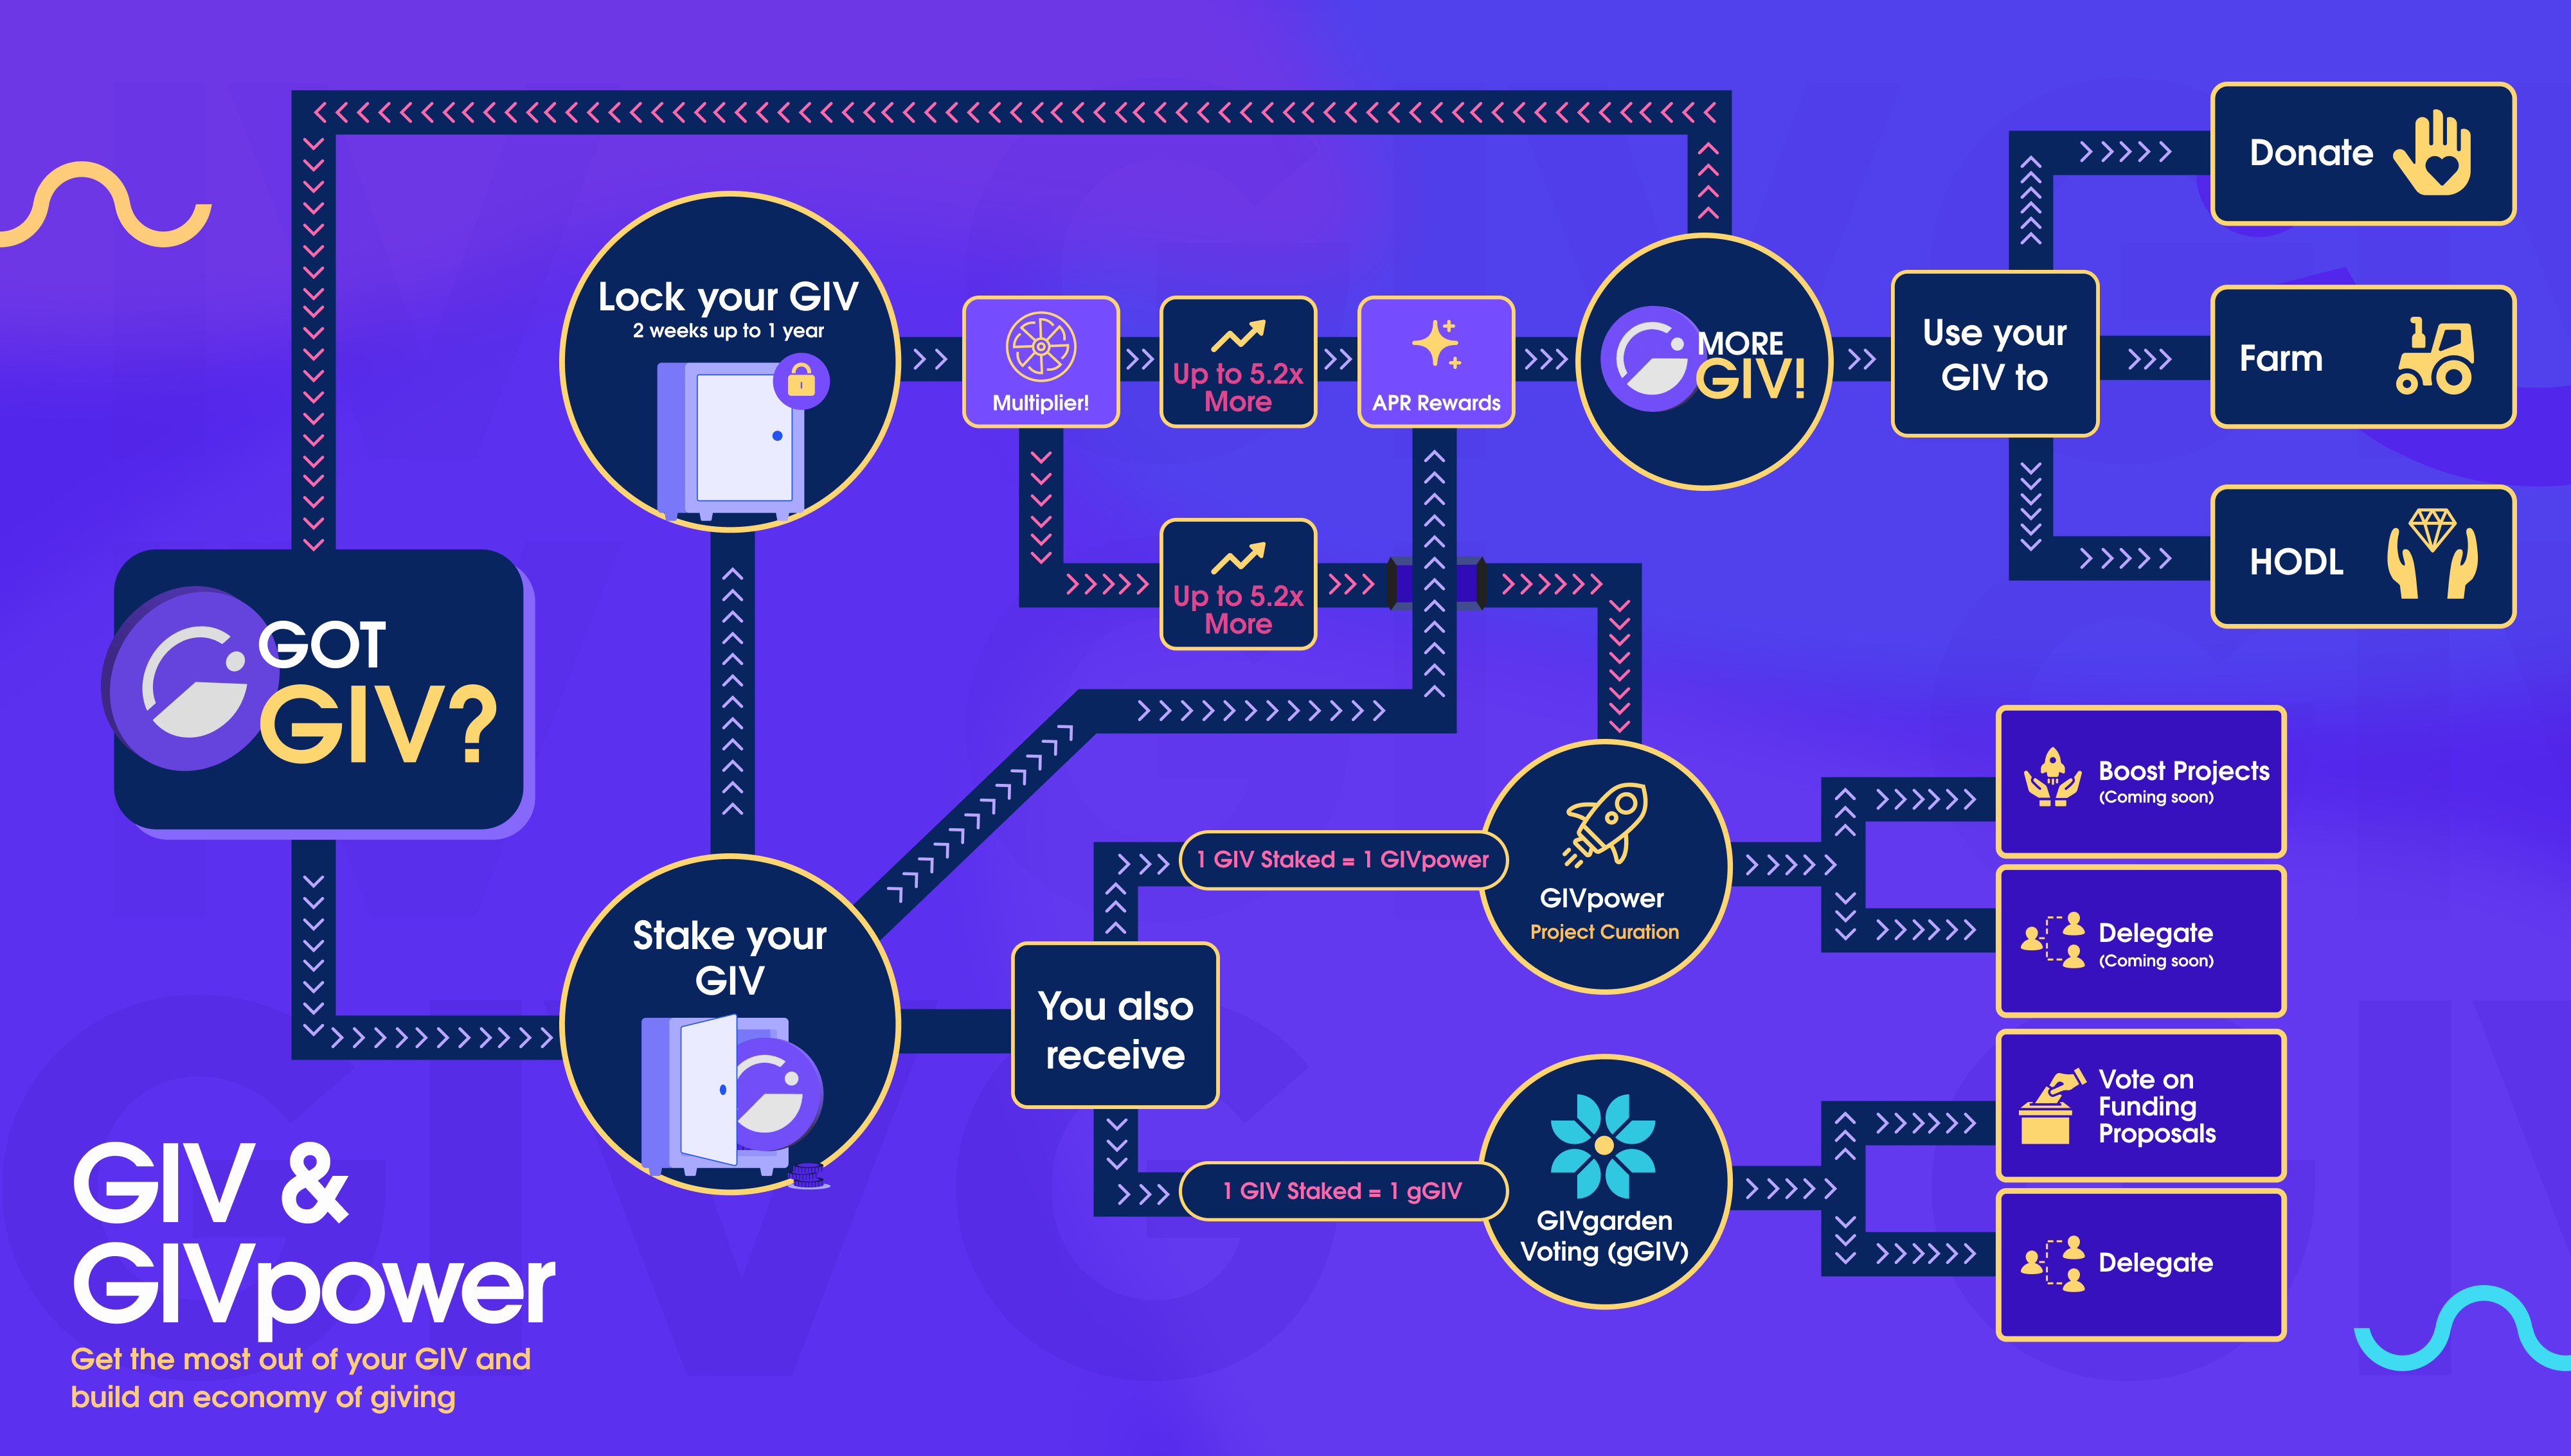 Donate
Lock your GIV
2 weeks up to 1 year
Multiplier!
Up to 5.2x
More
APR Rewards
MORE
GIV!
Use your
GIV to
Farm
HODL
Up to 5.2x
More
GOT
GIV?
Boost Projects
(Coming soon)
1 GIV Staked = 1 GIVpower
GIVpower
Project Curation
Delegate
(Coming soon)
Stake your
GIV
You also
receive
Vote on
Funding
Proposals
1 GIV Staked = 1 gGIV
GIVgarden
Voting (gGIV)
Delegate
GIV &
GIVpower
Get the most out of your GIV and
build an economy of giving